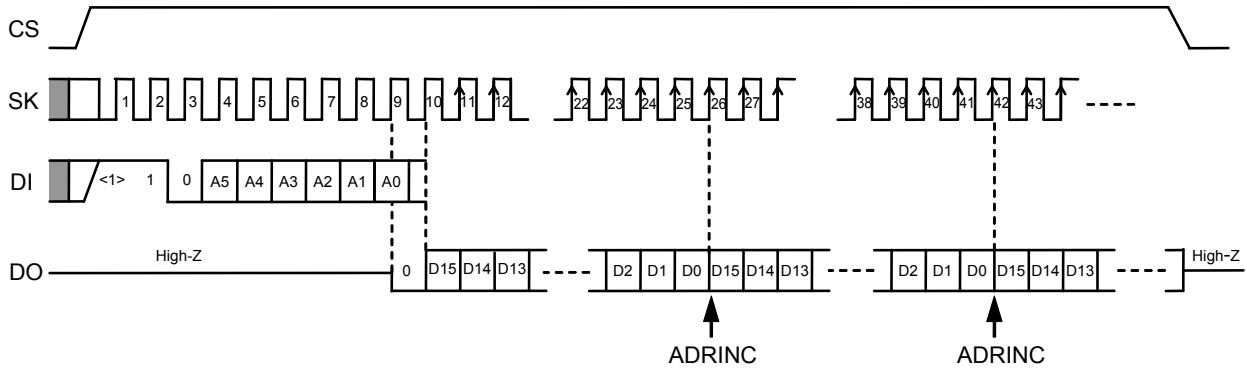 CS
SK 1 2 3 4 5 6 7 8 9 10 11 12 22 23 24 25 26 27 38 39 40 41 42 43
DI <1> 1 0 A5 A4 A3 A2 A1 A0
DO High-Z 0 D15 D14 D13 D2 D1 D0 D15 D14 D13 D2 D1 D0 D15 D14 D13 High-Z
ADRINC ADRINC